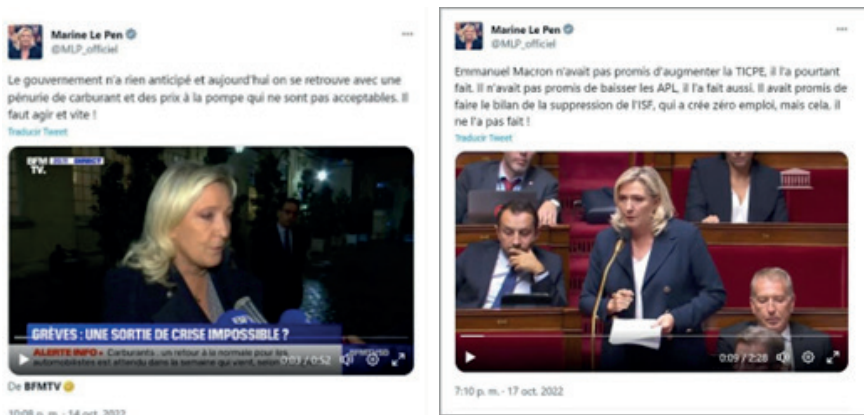 Marine Le Pen
@MLP_officiel
Le gouvernement n'a rien anticipé et aujourd'hui on se retrouve avec une
pénurie de carburant et des prix à la pompe qui ne sont pas acceptables. Il
faut agir et vite !
Traducir Tweet
BFM
TV.
DIRECT
GRÈVES : UNE SORTIE DE CRISE IMPOSSIBLE ?
ALERTE INFO Carburants : un retour à la normale pour les
automobilistes est attendu dans la semaine qui vient, selon
0:03 / 0:52
De BFMTV
10:08 p. m. · 14 oct. 2022
Marine Le Pen
@MLP_officiel
Emmanuel Macron n'avait pas promis d'augmenter la TICPE, il l'a pourtant
fait. Il n'avait pas promis de baisser les APL, il l'a fait aussi. Il avait promis de
faire le bilan de la suppression de l'ISF, qui a crée zéro emploi, mais cela, il
ne l'a pas fait !
Traducir Tweet
0:09 / 2:28
7:10 p. m. · 17 oct. 2022